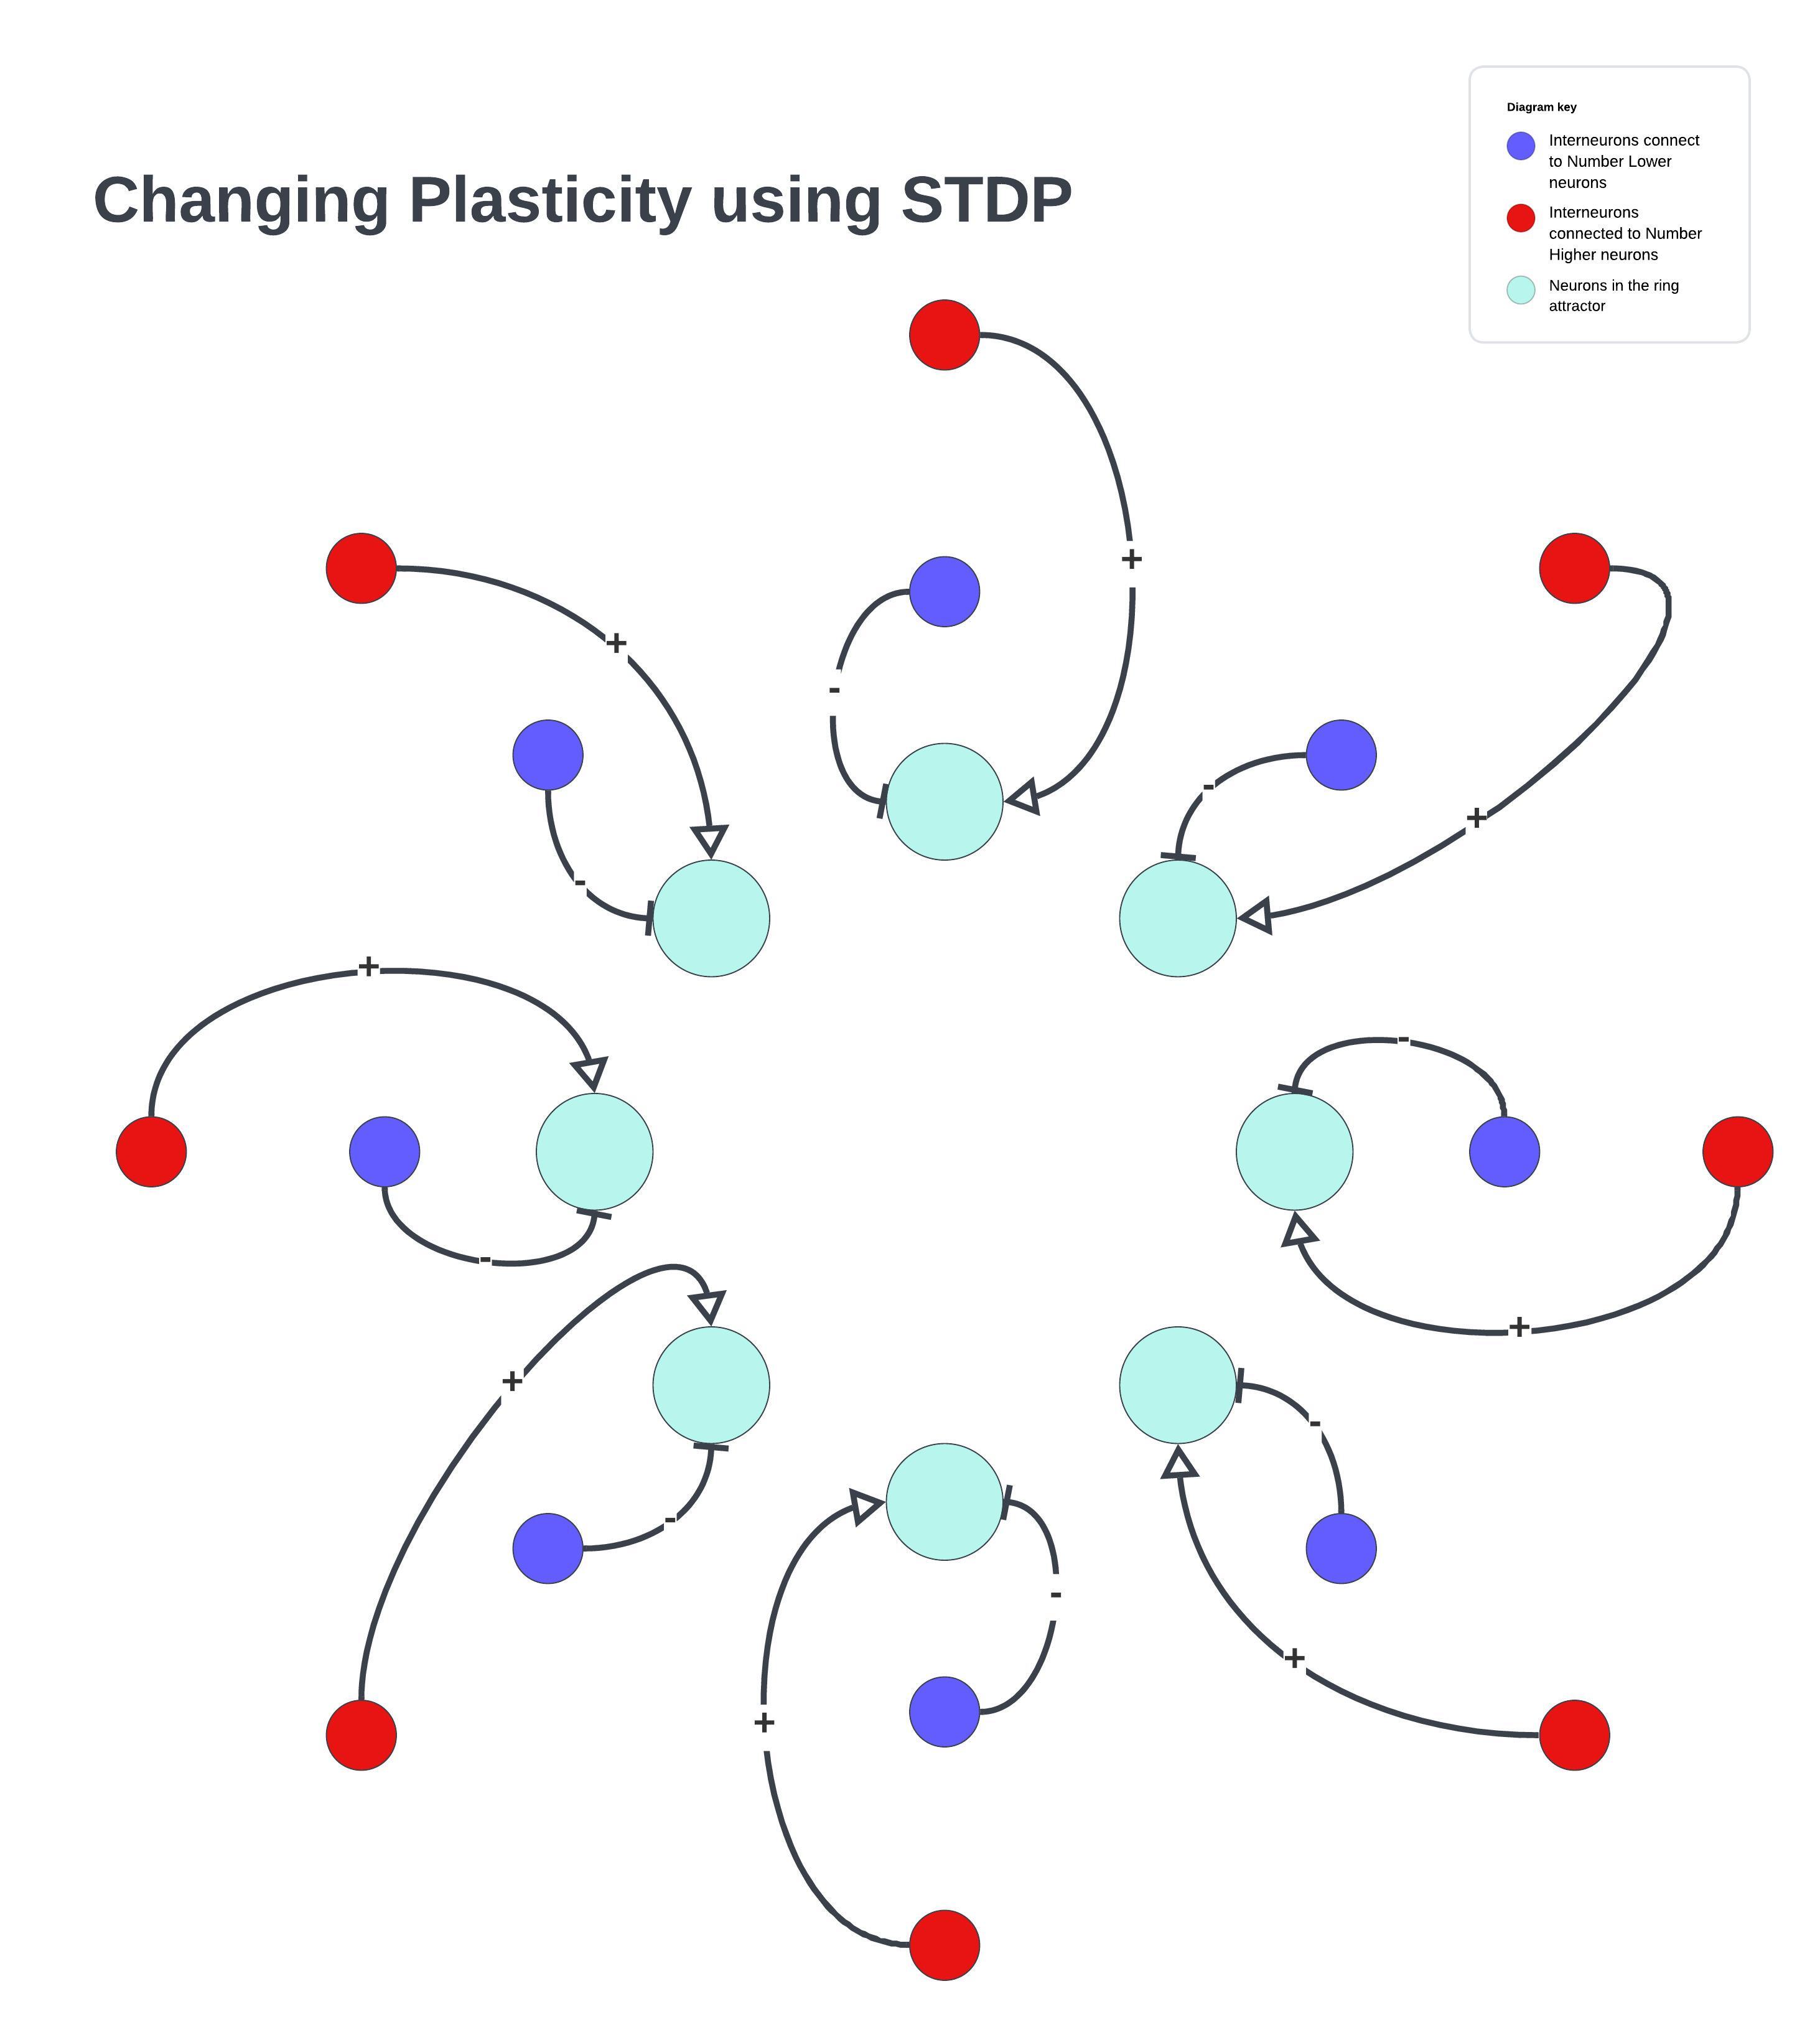 Diagram key
Interneurons connect
to Number Lower
neurons
Interneurons
connected to Number
Higher neurons
Neurons in the ring
attractor
Changing Plasticity using STDP
+
+
-
-
-
+
-
+
+
-
-
+
+
-
-
-
+
+